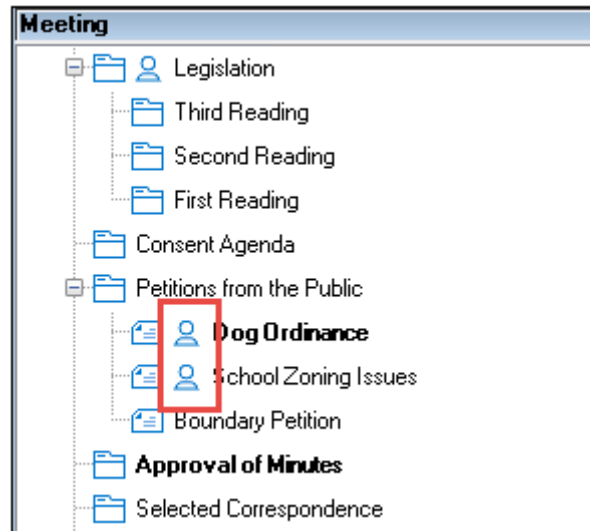 Meeting
Legislation
Third Reading
Second Reading
First Reading
Consent Agenda
Petitions from the Public
Dog Ordinance
School Zoning Issues
Boundary Petition
Approval of Minutes
Selected Correspondence